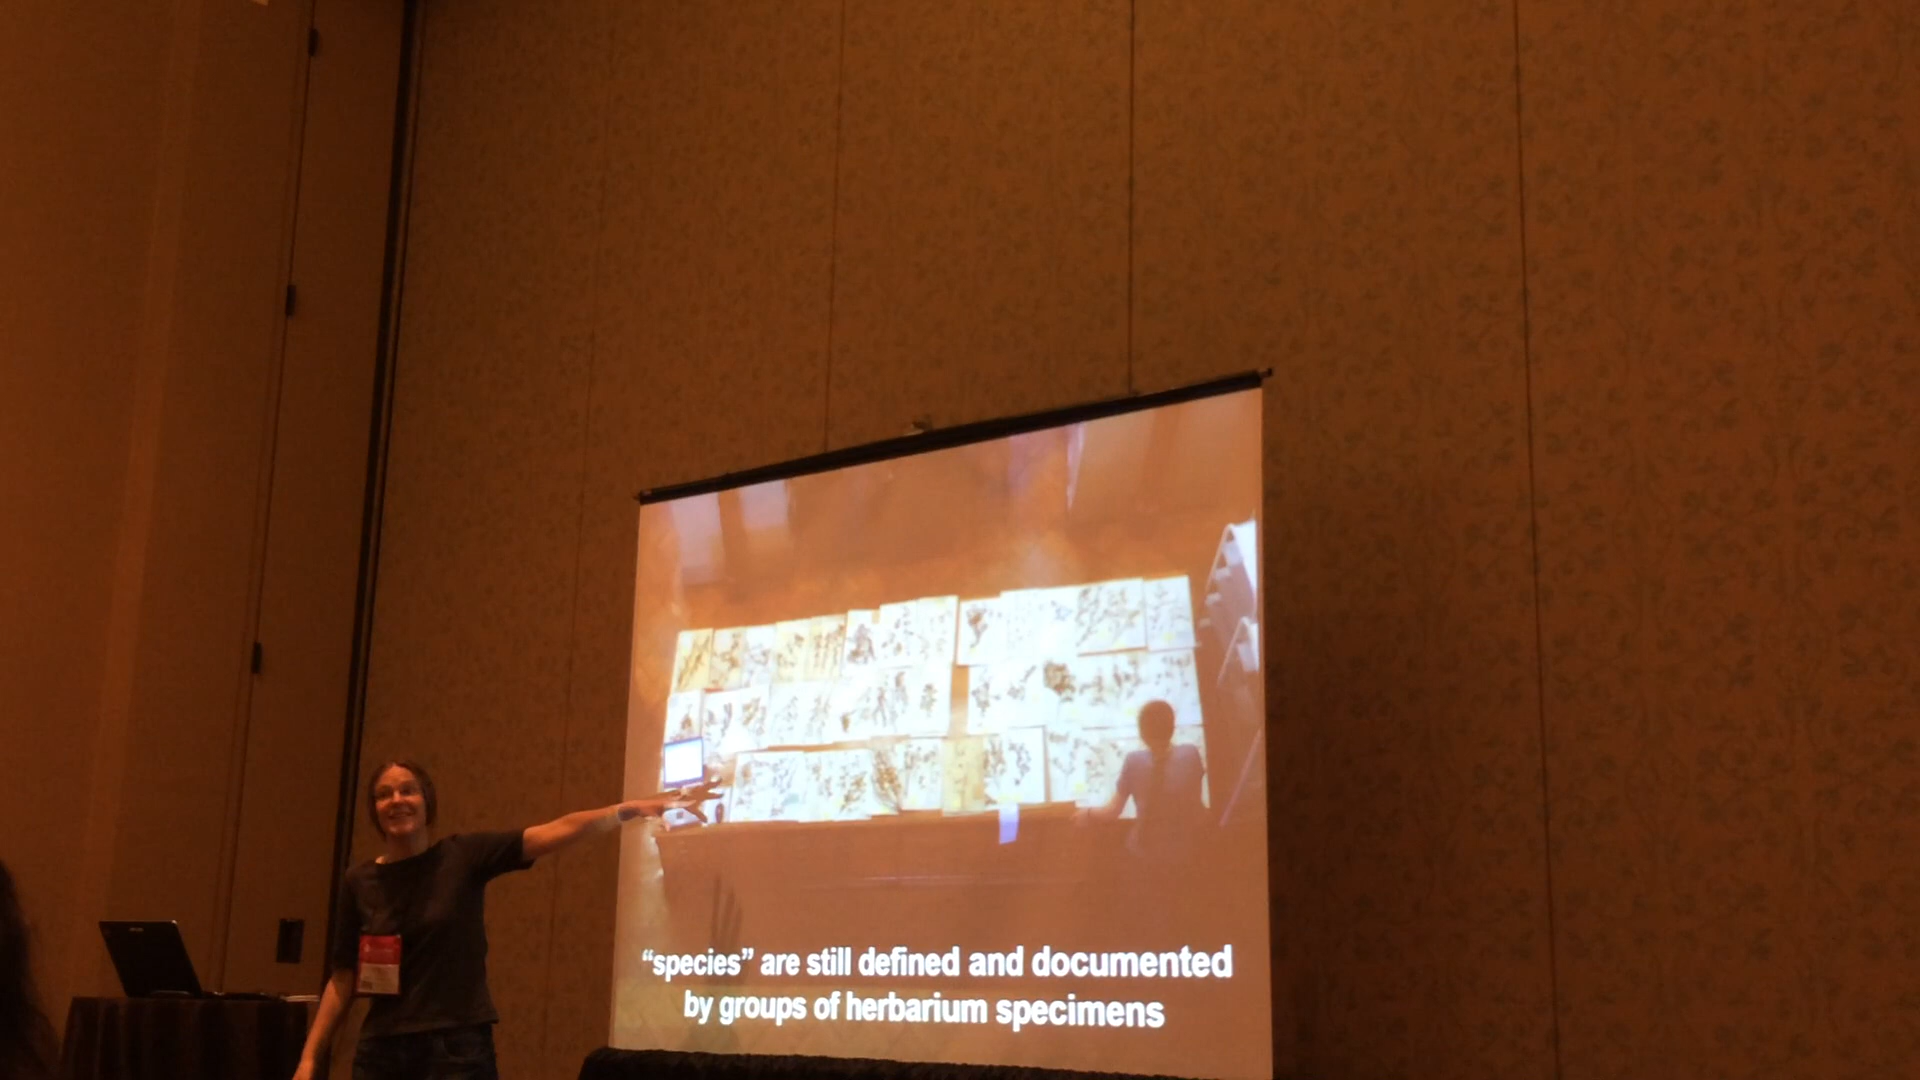 “species” are still defined and documented
by groups of herbarium specimens